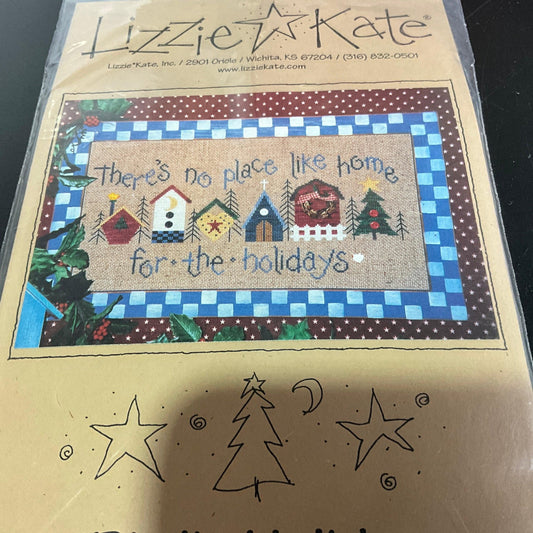 Lizzie★Kate®
Lizzie*Kate, Inc. / 2901 Oriole / Wichita, KS 67204 / (316) 832-0501
www.lizziekate.com
there's no place like home
for·the·holidays